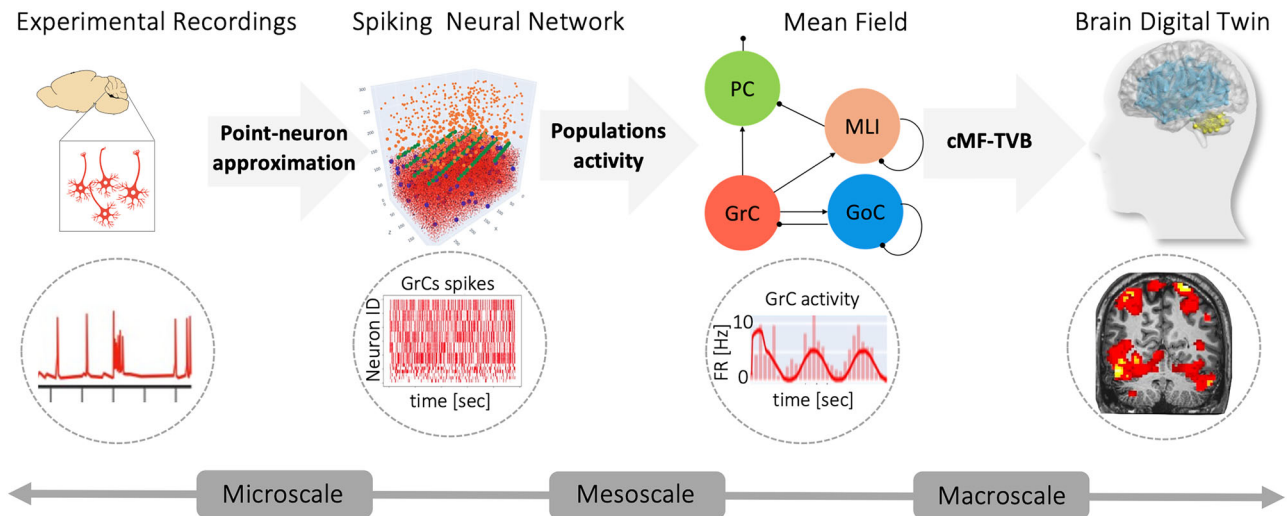 Experimental Recordings
Spiking Neural Network
Mean Field
Brain Digital Twin
Point-neuron
approximation
Populations
activity
cMF-TVB
PC
MLI
GrC
GoC
GrCs spikes
Neuron ID
time [sec]
GrC activity
10
0
FR [Hz]
time [sec]
Microscale
Mesoscale
Macroscale